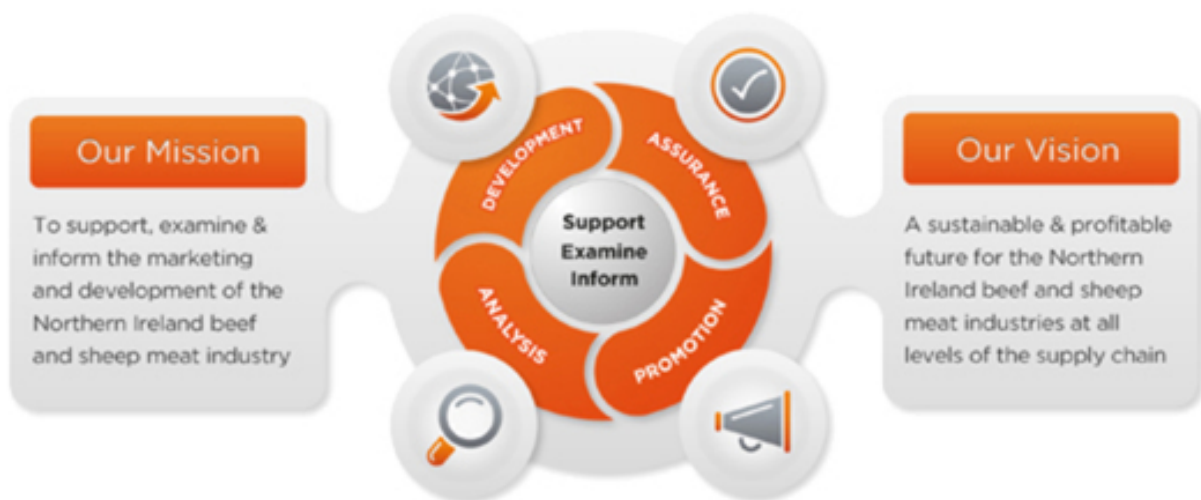 Our Mission
To support, examine &
inform the marketing
and development of the
Northern Ireland beef
and sheep meat industry
DEVELOPMENT
ASSURANCE
ANALYSIS
PROMOTION
Support
Examine
Inform
Our Vision
A sustainable & profitable
future for the Northern
Ireland beef and sheep
meat industries at all
levels of the supply chain